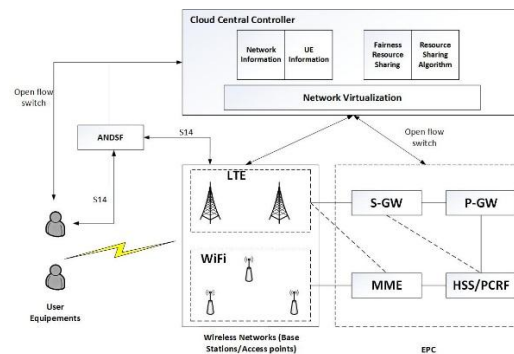 Cloud Central Controller
Network
Information
UE
Information
Fairness
Resource
Sharing
Resource
Sharing
Algorithm
Network Virtualization
Open flow
switch
ANDSF
S14
Open flow
switch
S14
LTE
S-GW
P-GW
WiFi
MME
HSS/PCRF
User
Equipements
Wireless Networks (Base
Stations/Access points)
EPC